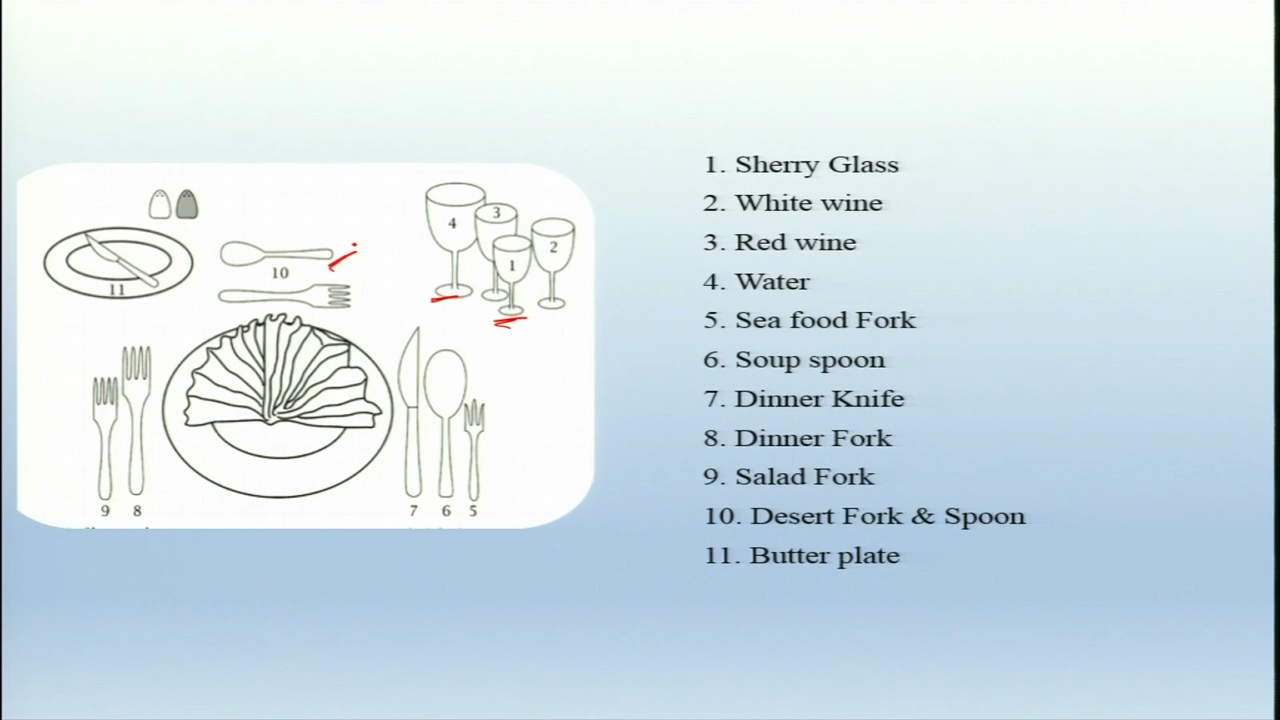 4
3
2
1
10
11
9
8
7
6
5
1. Sherry Glass
2. White wine
3. Red wine
4. Water
5. Sea food Fork
6. Soup spoon
7. Dinner Knife
8. Dinner Fork
9. Salad Fork
10. Desert Fork & Spoon
11. Butter plate